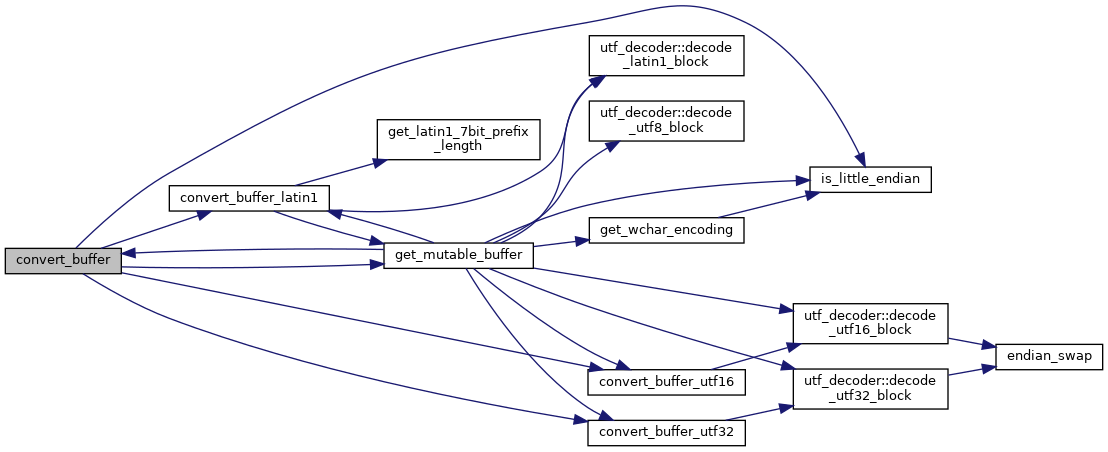 utf_decoder::decode
_latin1_block
utf_decoder::decode
_utf8_block
get_latin1_7bit_prefix
_length
is_little_endian
convert_buffer_latin1
get_wchar_encoding
convert_buffer
get_mutable_buffer
utf_decoder::decode
_utf16_block
endian_swap
convert_buffer_utf16
utf_decoder::decode
_utf32_block
convert_buffer_utf32